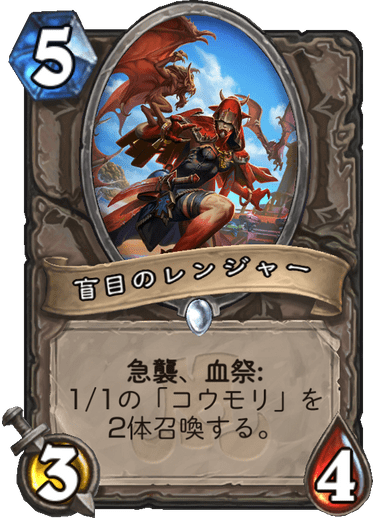 5
盲目のレンジャー
急襲、血祭:
1/1の「コウモリ」を
2体召喚する。
3
4